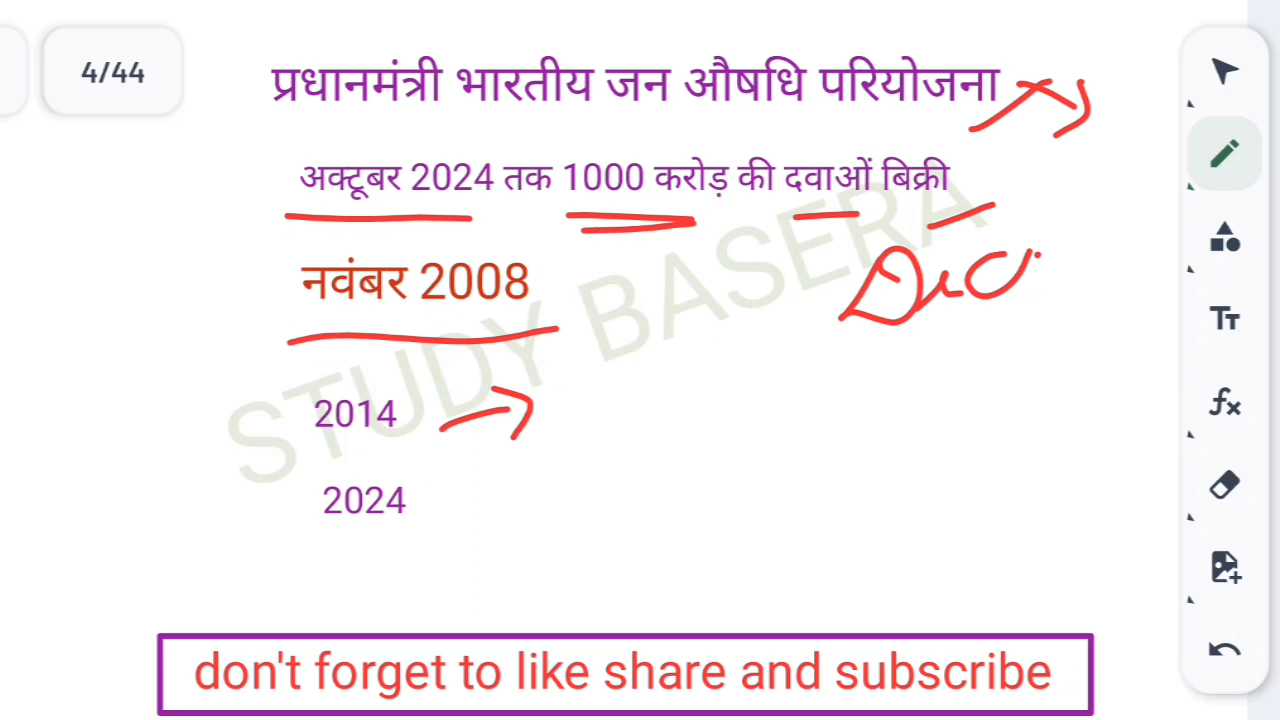 4/44
प्रधानमंत्री भारतीय जन औषधि परियोजना
अक्टूबर 2024 तक 1000 करोड़ की दवाओं बिक्री
नवंबर 2008
STUDY BASERA
2014
2024
don't forget to like share and subscribe